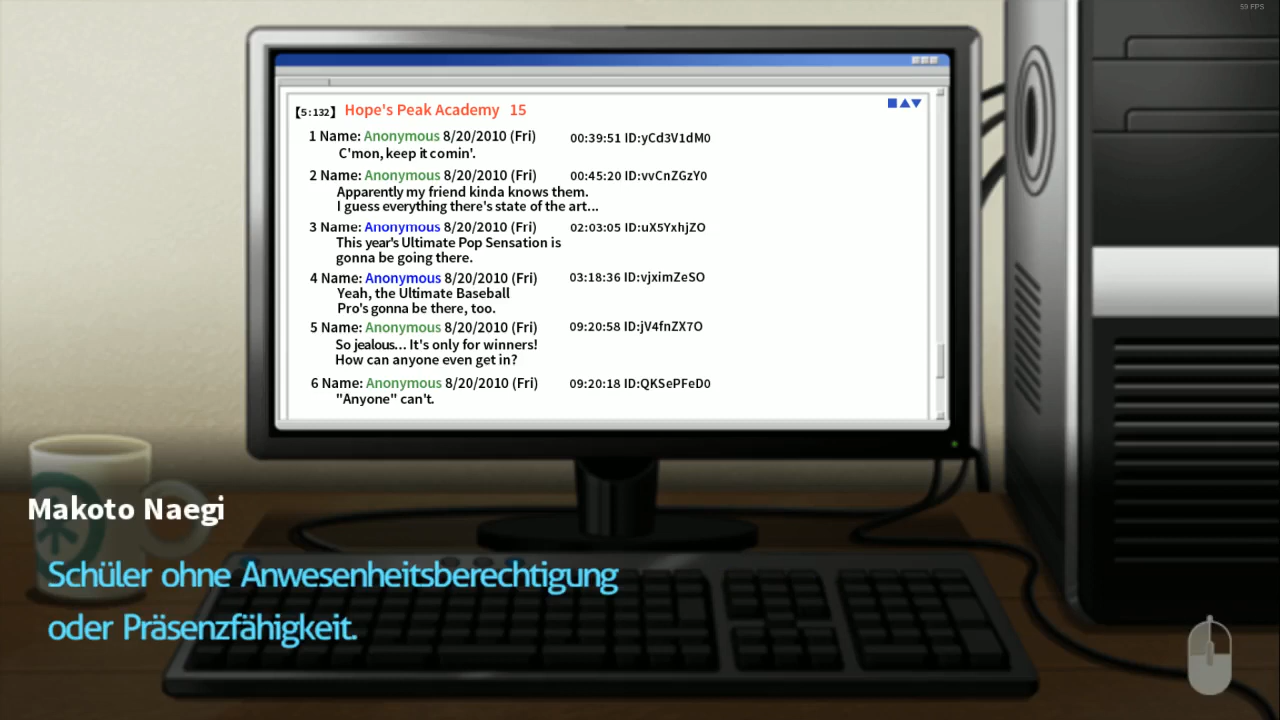 59 FPS
【5:132】 Hope's Peak Academy 15
1 Name: Anonymous 8/20/2010 (Fri) 00:39:51 ID:yCd3V1dM0
C'mon, keep it comin'.
2 Name: Anonymous 8/20/2010 (Fri) 00:45:20 ID:vvCnZGzY0
Apparently my friend kinda knows them.
I guess everything there's state of the art...
3 Name: Anonymous 8/20/2010 (Fri) 02:03:05 ID:uX5YxhjZO
This year's Ultimate Pop Sensation is
gonna be going there.
4 Name: Anonymous 8/20/2010 (Fri) 03:18:36 ID:vjximZeSO
Yeah, the Ultimate Baseball
Pro's gonna be there, too.
5 Name: Anonymous 8/20/2010 (Fri) 09:20:58 ID:jV4fnZX7O
So jealous... It's only for winners!
How can anyone even get in?
6 Name: Anonymous 8/20/2010 (Fri) 09:20:18 ID:QKSePFeD0
"Anyone" can't.
Makoto Naegi
Schüler ohne Anwesenheitsberechtigung
oder Präsenzfähigkeit.